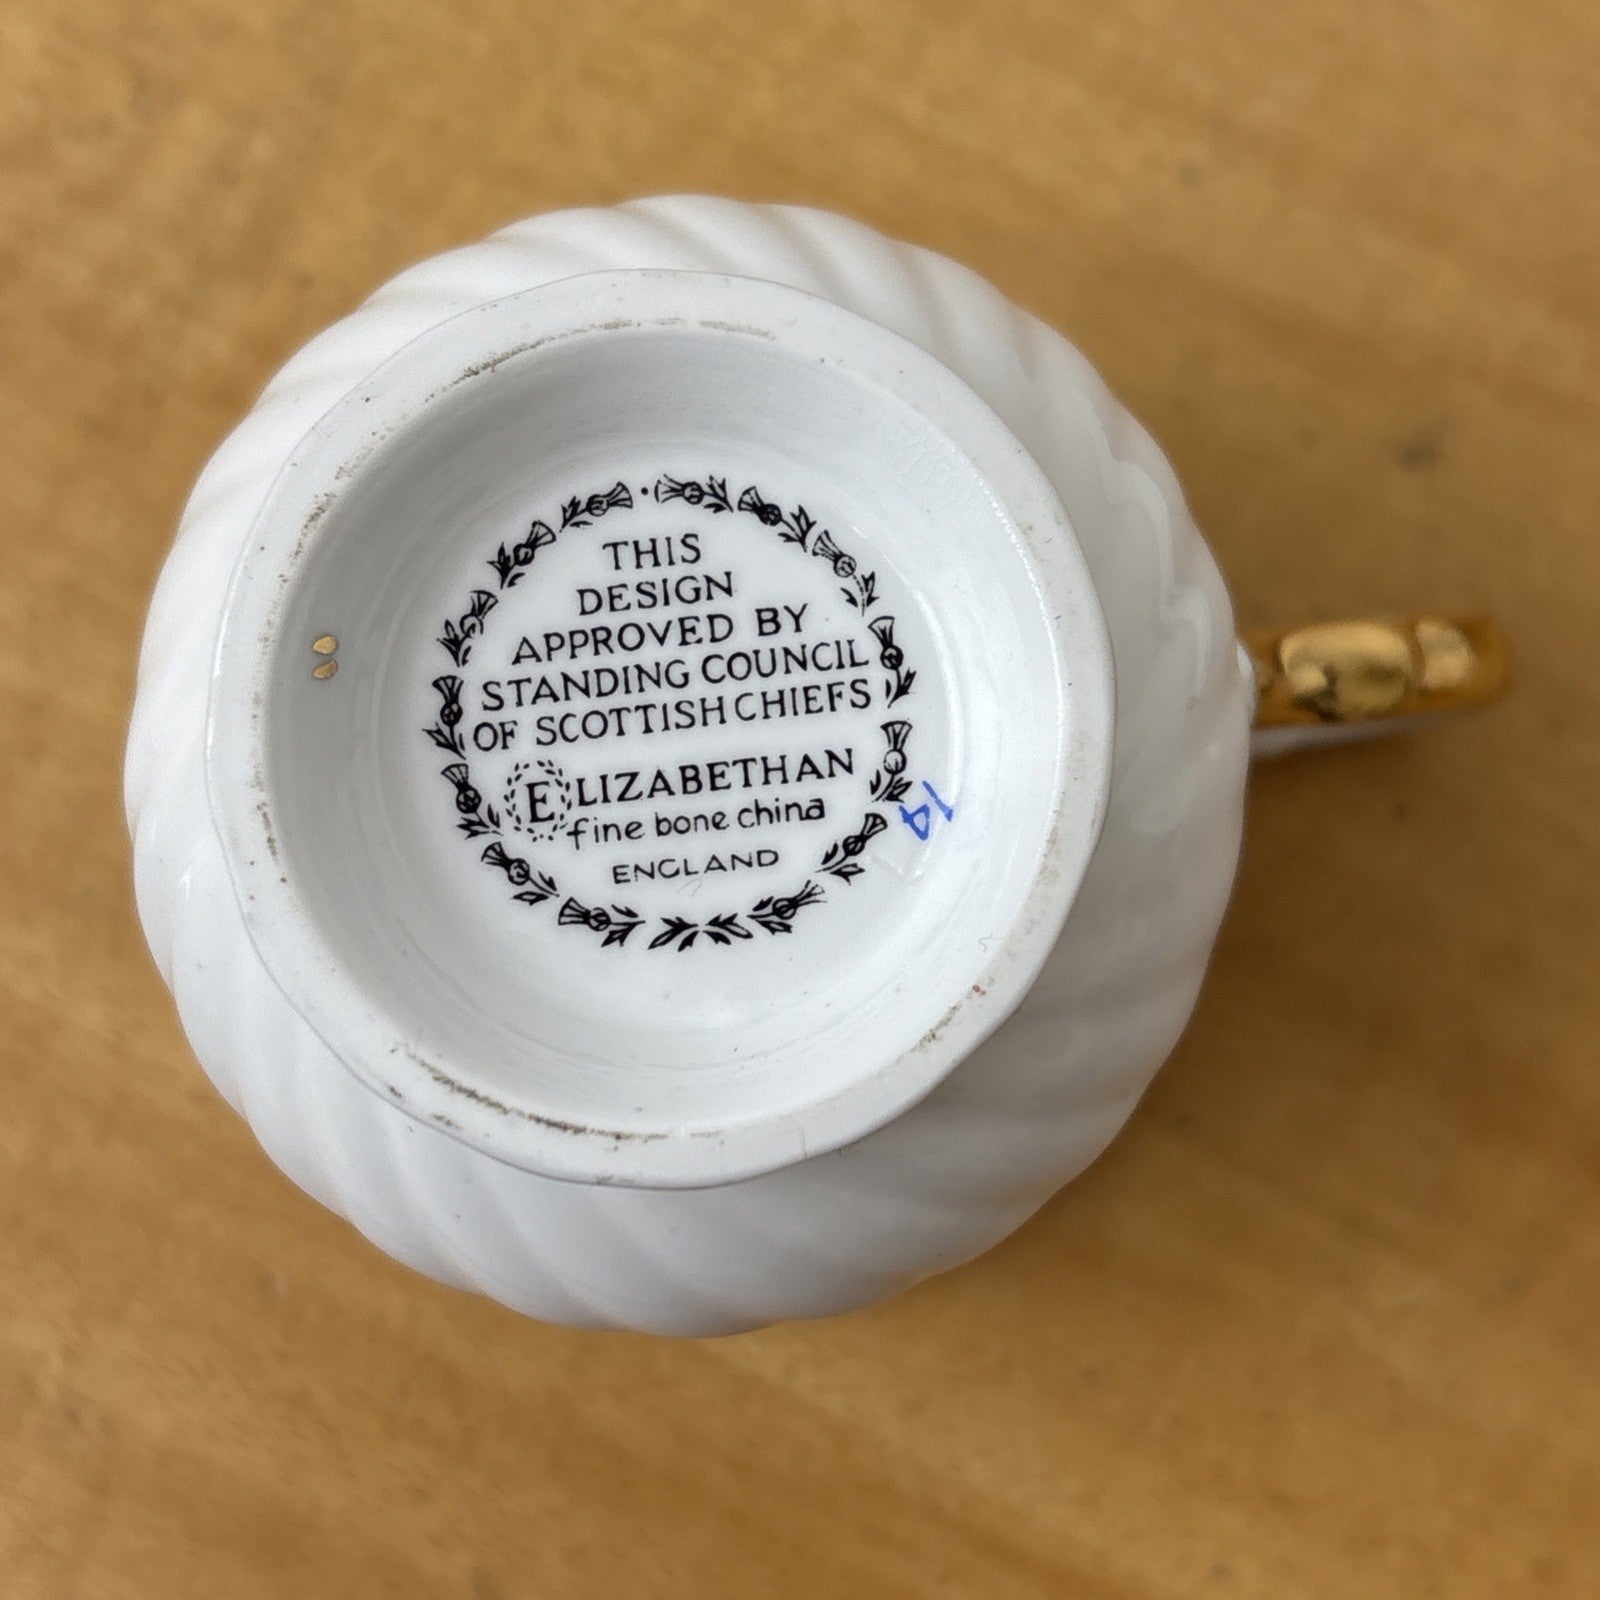 THIS
DESIGN
APPROVED BY
STANDING COUNCIL
OF SCOTTISH CHIEFS
ELIZABETHAN
fine bone china
ENGLAND
14